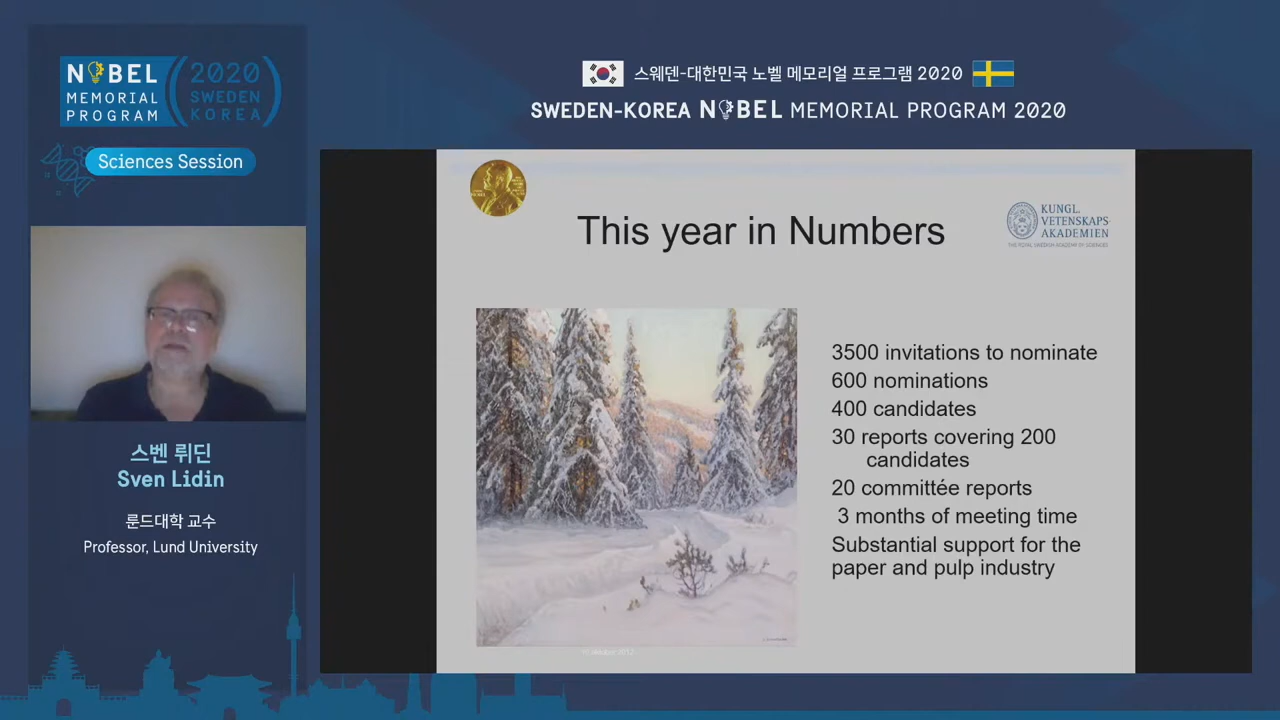 NOBEL
MEMORIAL
PROGRAM
2020
SWEDEN
KOREA
Sciences Session
스웨덴-대한민국 노벨 메모리얼 프로그램 2020
SWEDEN-KOREA NOBEL MEMORIAL PROGRAM 2020
This year in Numbers
KUNGL.
VETENSKAPS
AKADEMIEN
THE ROYAL SWEDISH ACADEMY OF SCIENCES
3500 invitations to nominate
600 nominations
400 candidates
30 reports covering 200
candidates
20 committée reports
3 months of meeting time
Substantial support for the
paper and pulp industry
스벤 뤼딘
Sven Lidin
룬드대학 교수
Professor, Lund University